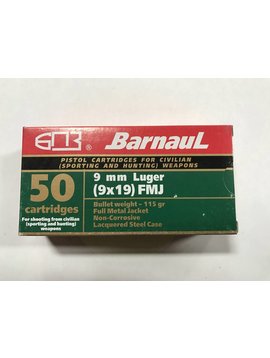 ® BarnauL
PISTOL CARTRIDGES FOR CIVILIAN
(SPORTING AND HUNTING) WEAPONS
50
cartridges
For shooting from civilian
(sporting and hunting)
weapons
9 mm Luger
(9x19) FMJ
Bullet weight - 115 gr
Full Metal Jacket
Non-Corrosive
Lacquered Steel Case